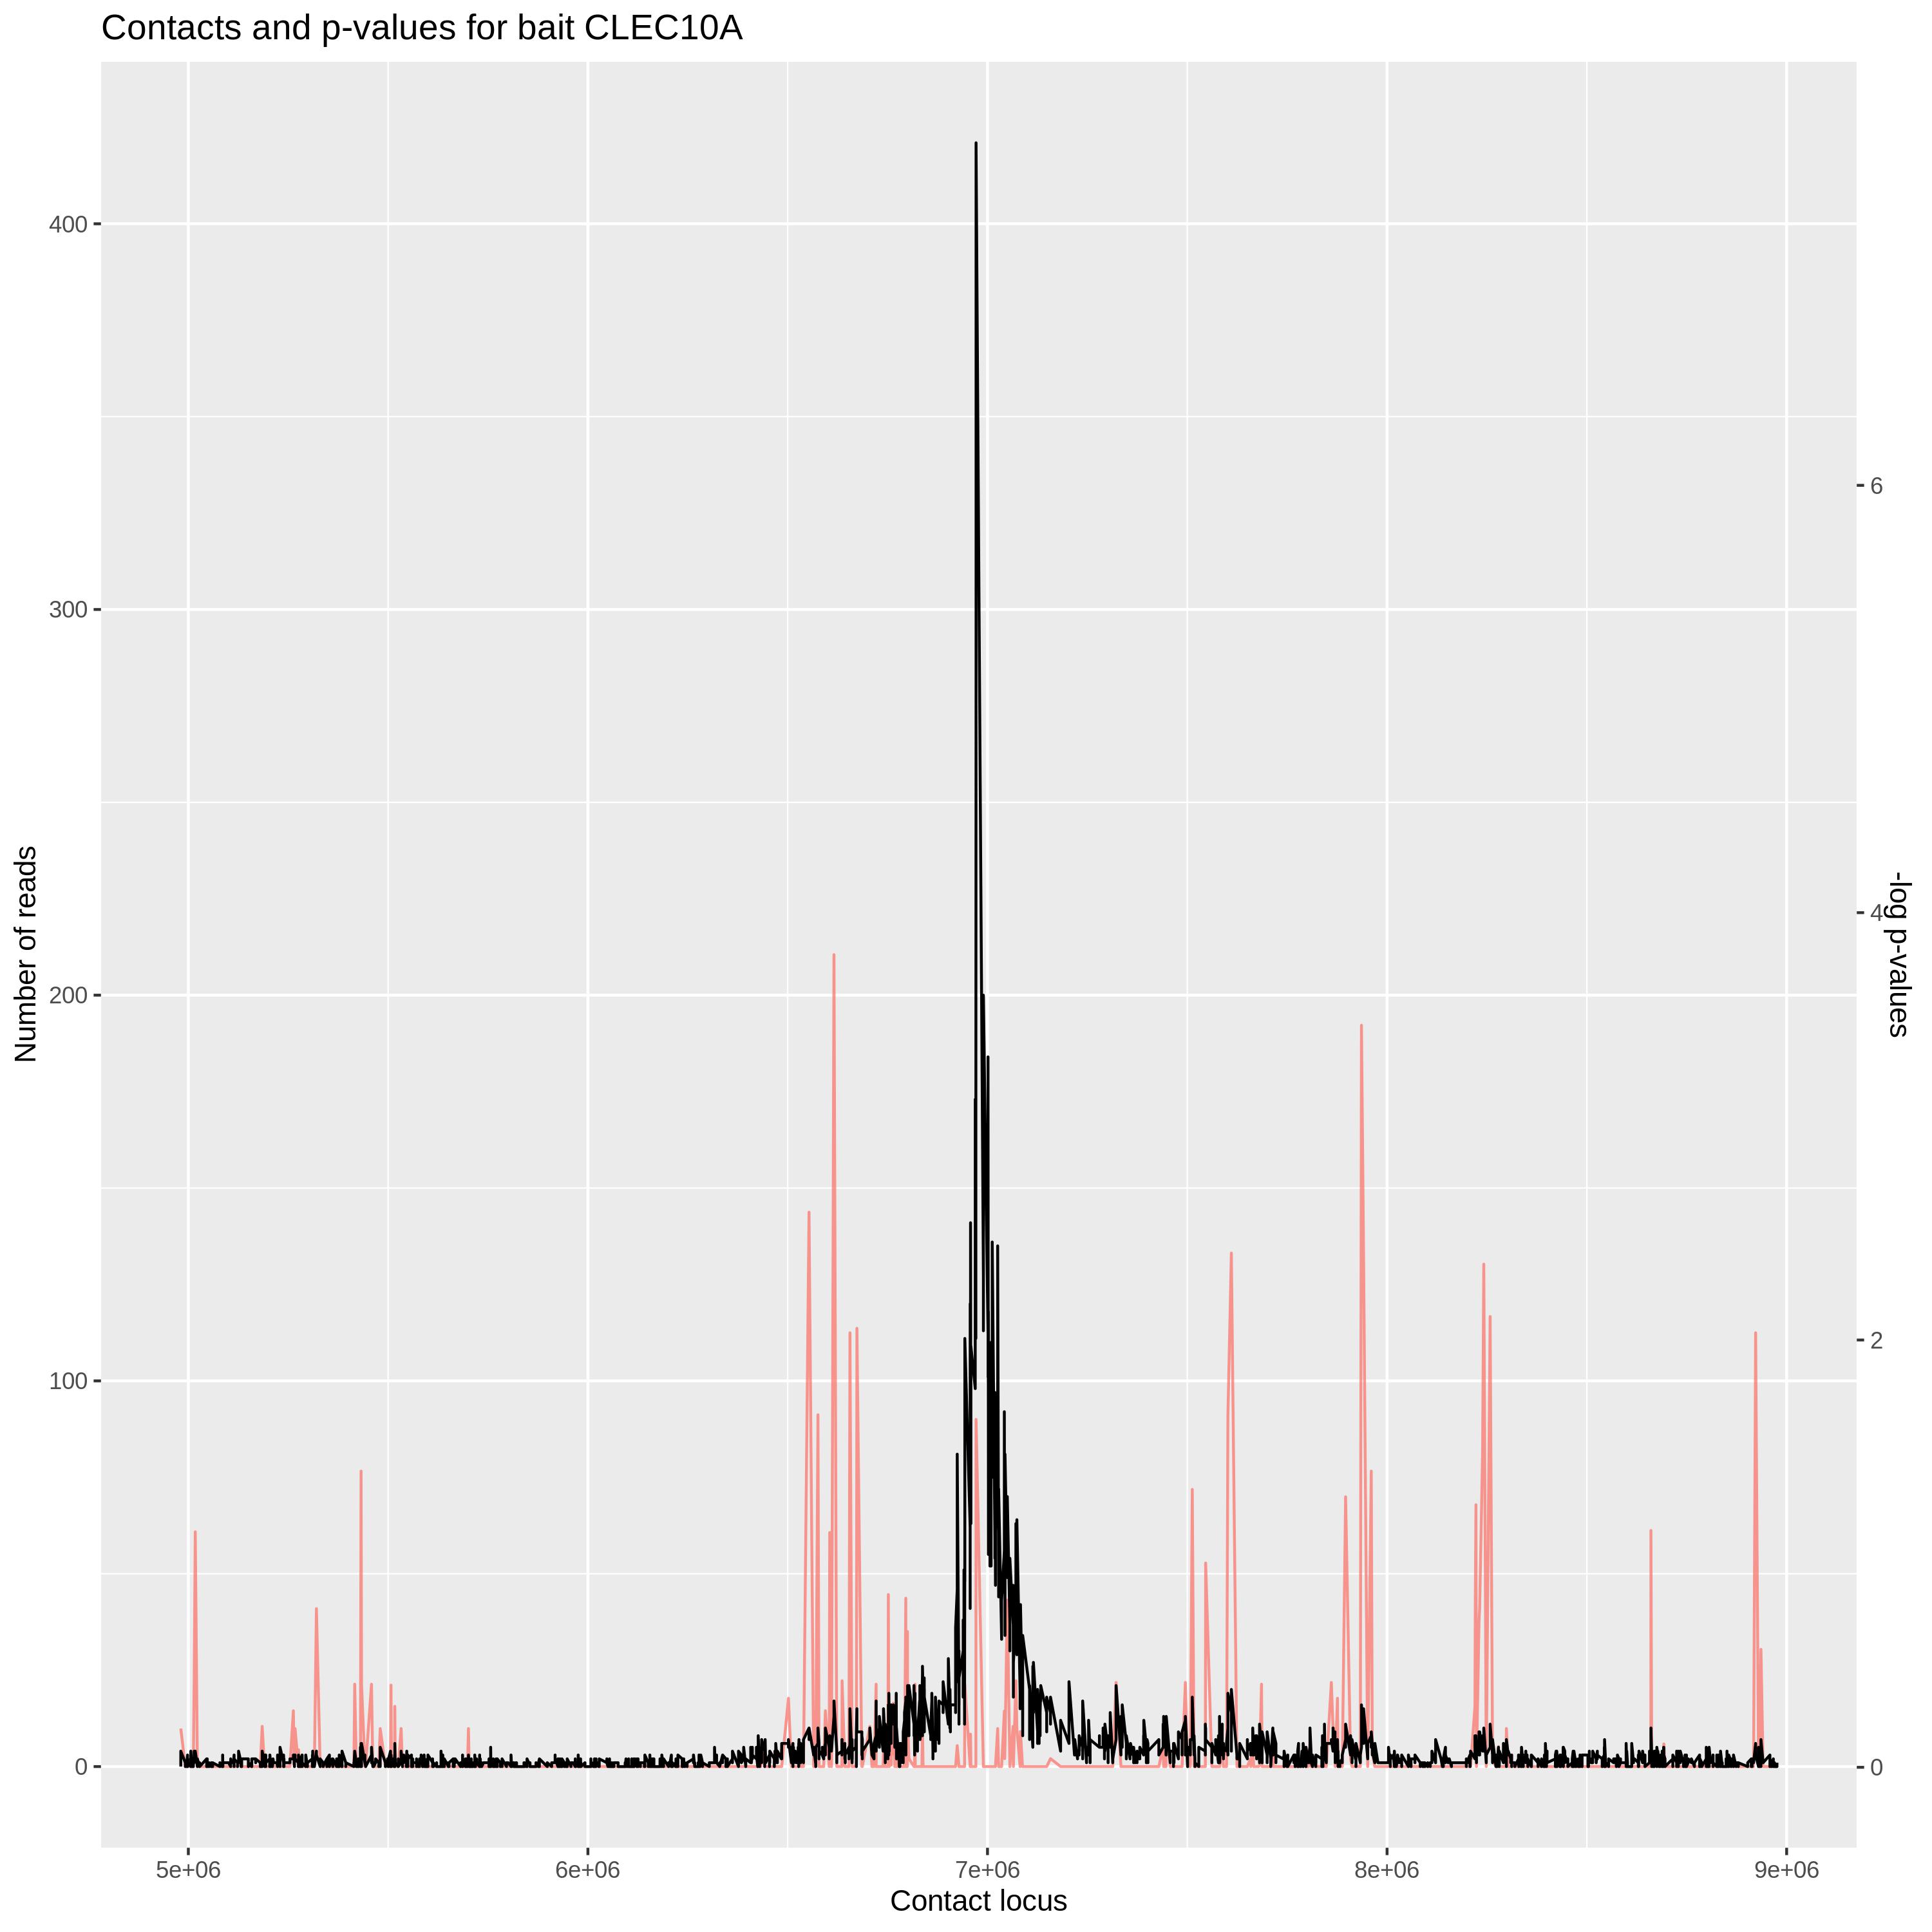 Contacts and p-values for bait CLEC10A
400
300
200
100
0
Number of reads
6
4
2
0
-log p-values
5e+06
6e+06
7e+06
8e+06
9e+06
Contact locus